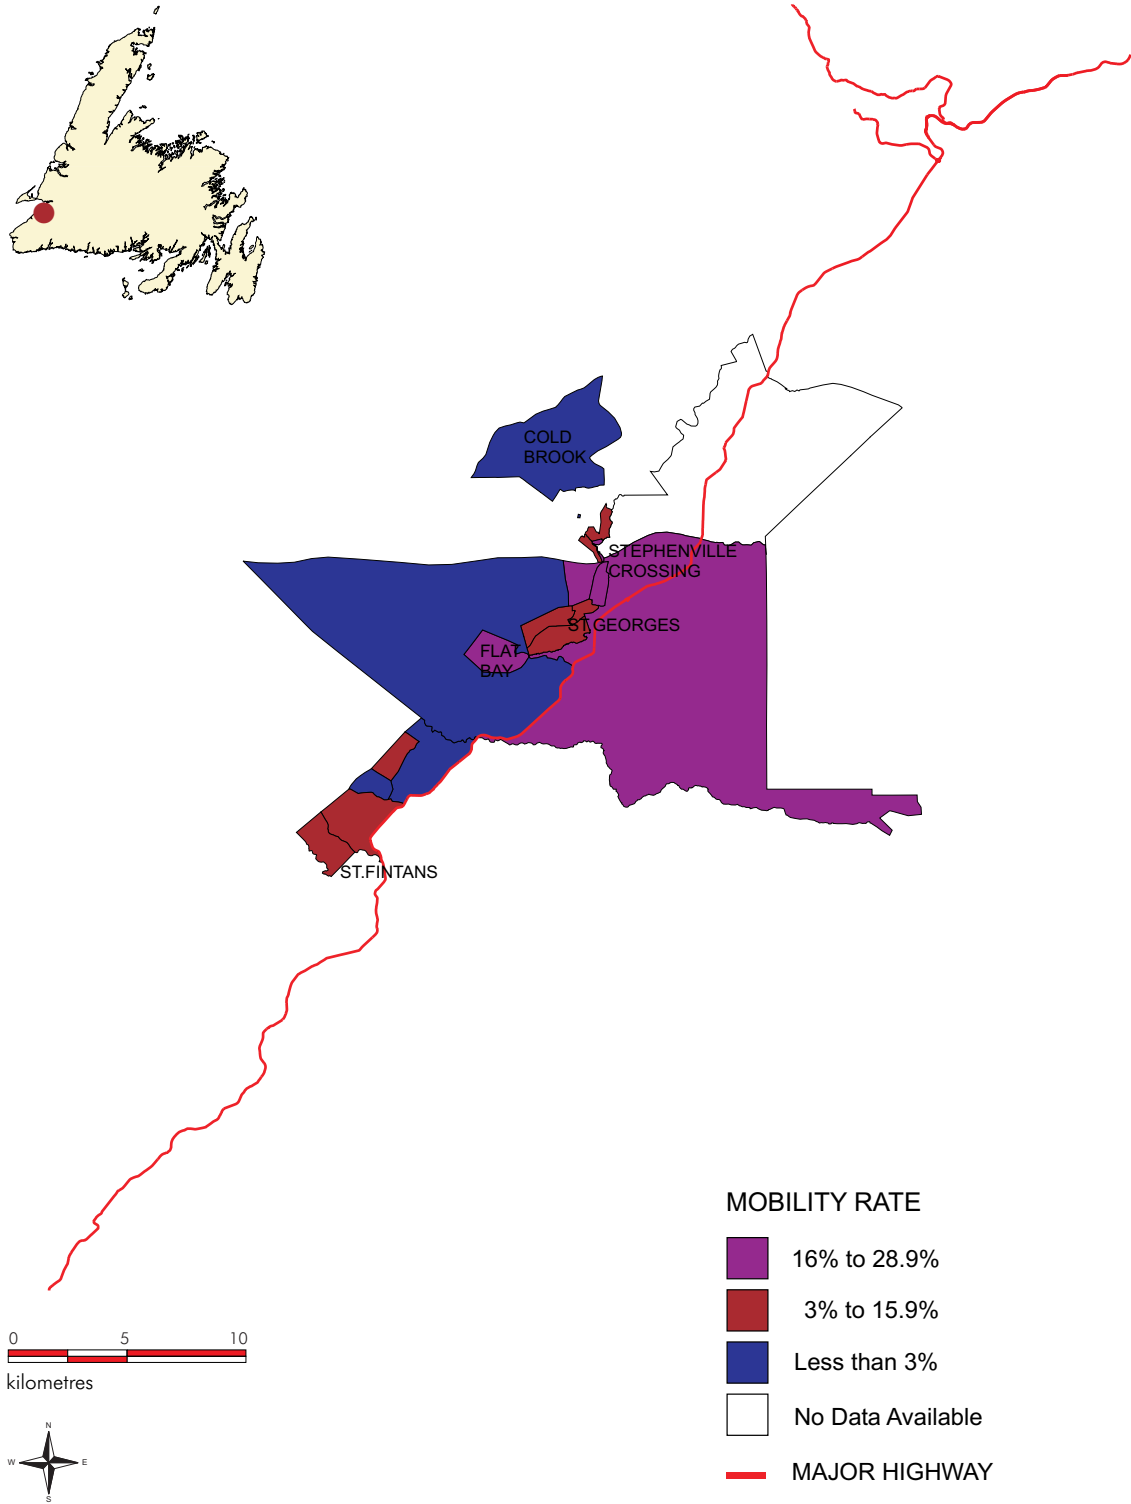 COLD
BROOK
STEPHENVILLE
CROSSING
ST.GEORGES
FLAT
BAY
ST.FINTANS
MOBILITY RATE
16% to 28.9%
3% to 15.9%
Less than 3%
No Data Available
MAJOR HIGHWAY
0 5 10
kilometres
N
W E
S